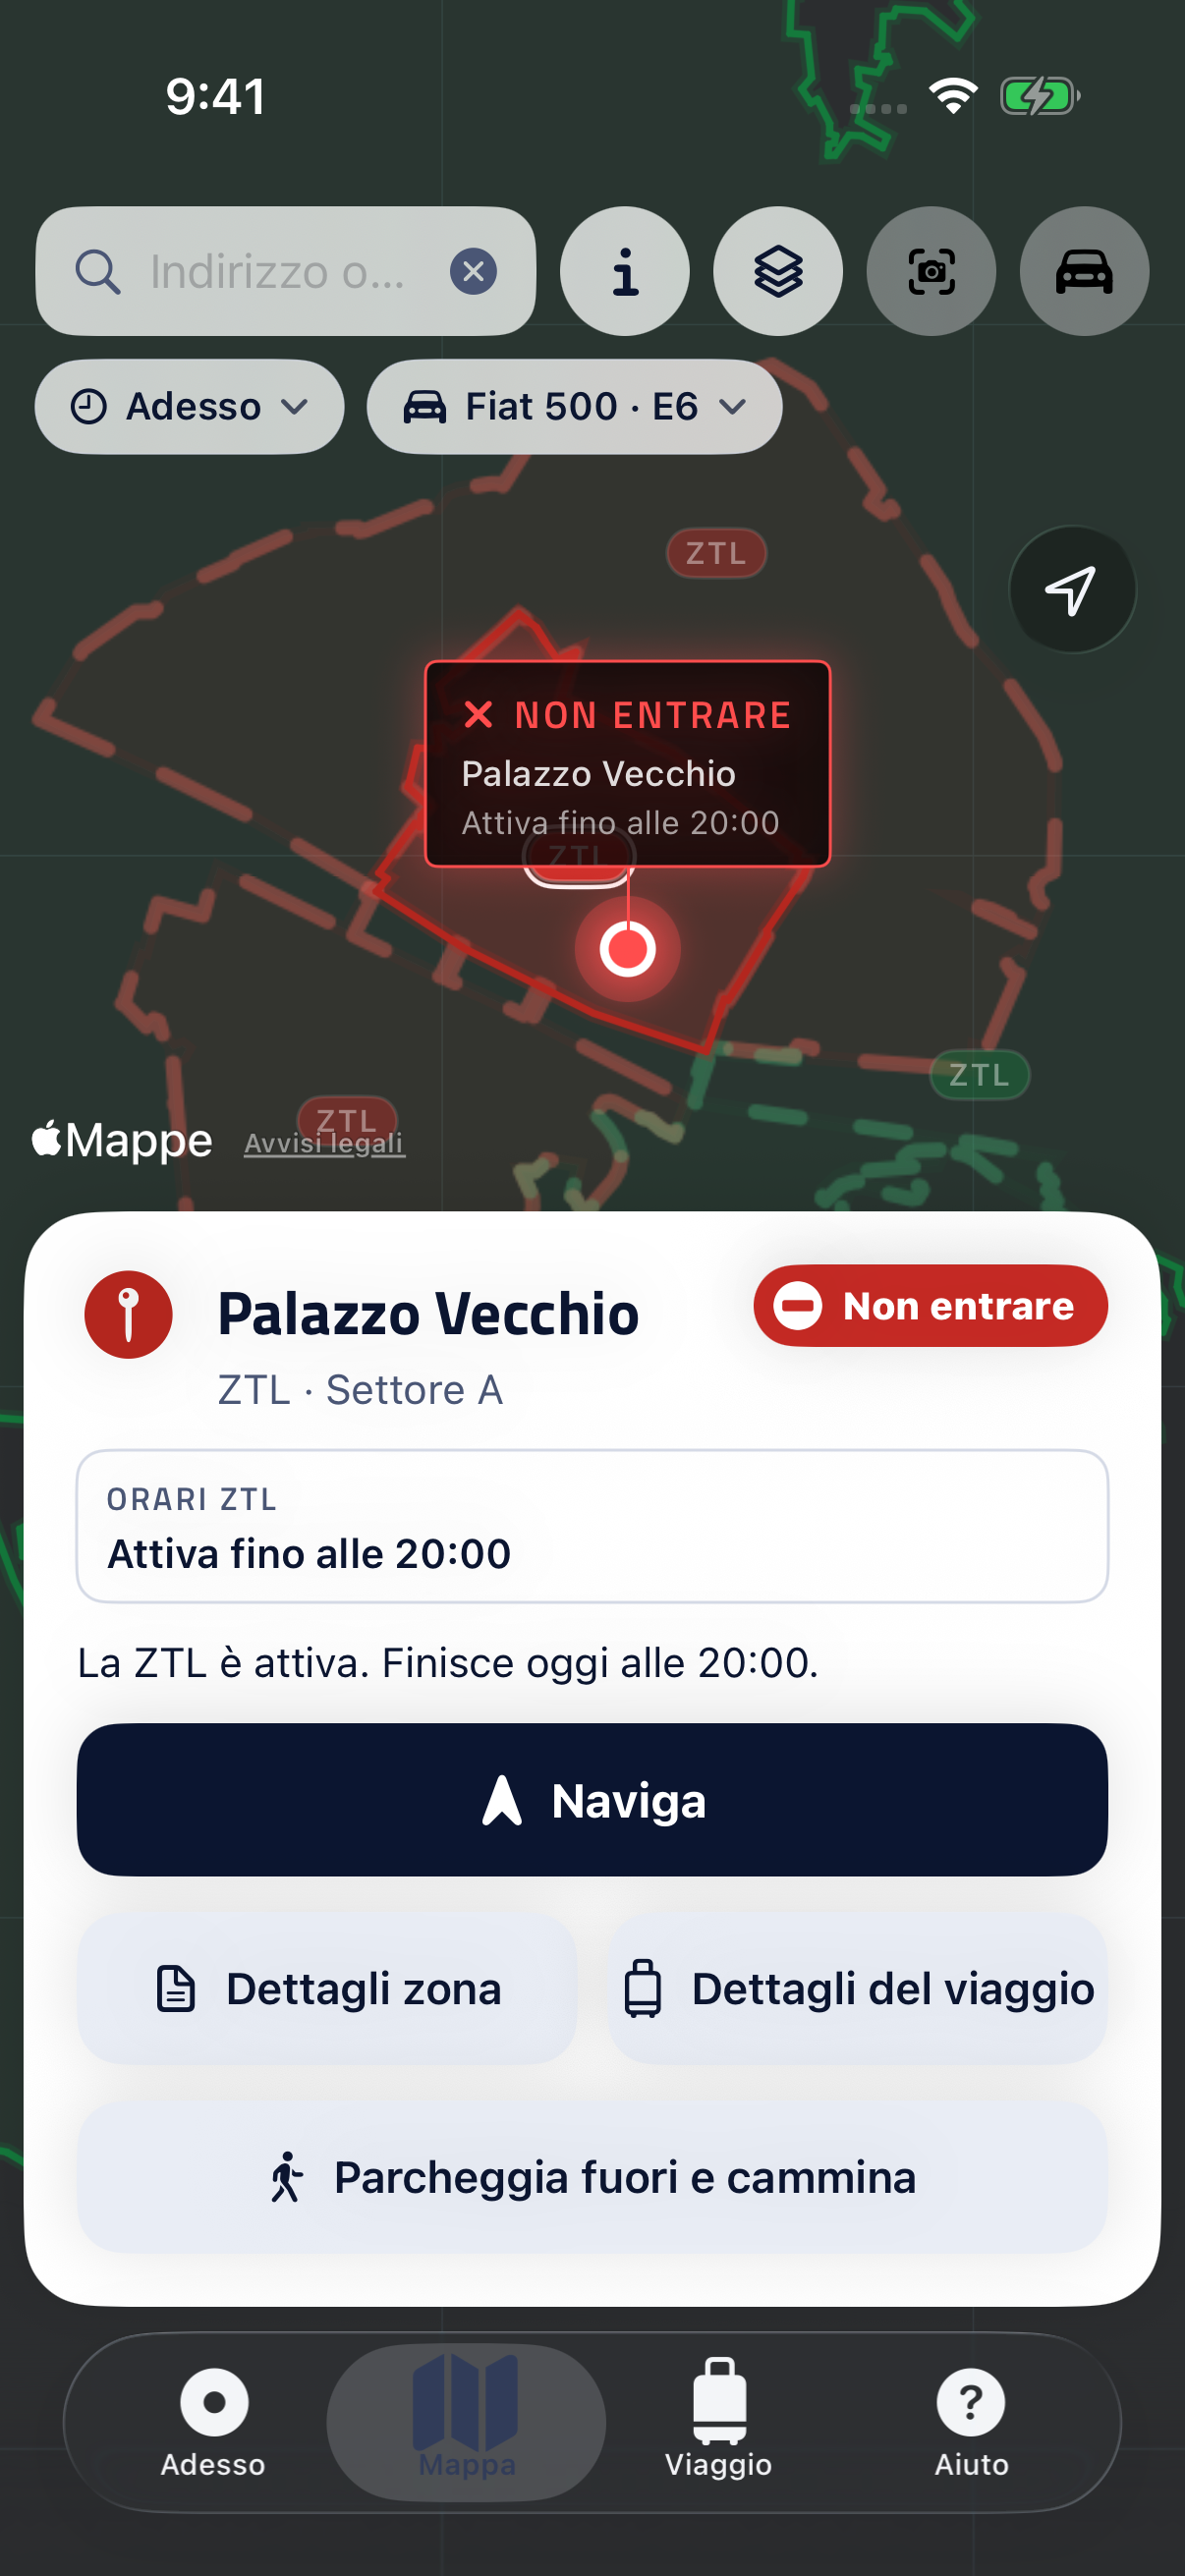 9:41
Indirizzo o...
Adesso
Fiat 500 · E6
ZTL
NON ENTRARE
Palazzo Vecchio
Attiva fino alle 20:00
ZTL
ZTL
ZTL
Mappe
Avvisi legali
Palazzo Vecchio
Non entrare
ZTL · Settore A
ORARI ZTL
Attiva fino alle 20:00
La ZTL è attiva. Finisce oggi alle 20:00.
Naviga
Dettagli zona
Dettagli del viaggio
Parcheggia fuori e cammina
Adesso
Mappa
Viaggio
Aiuto